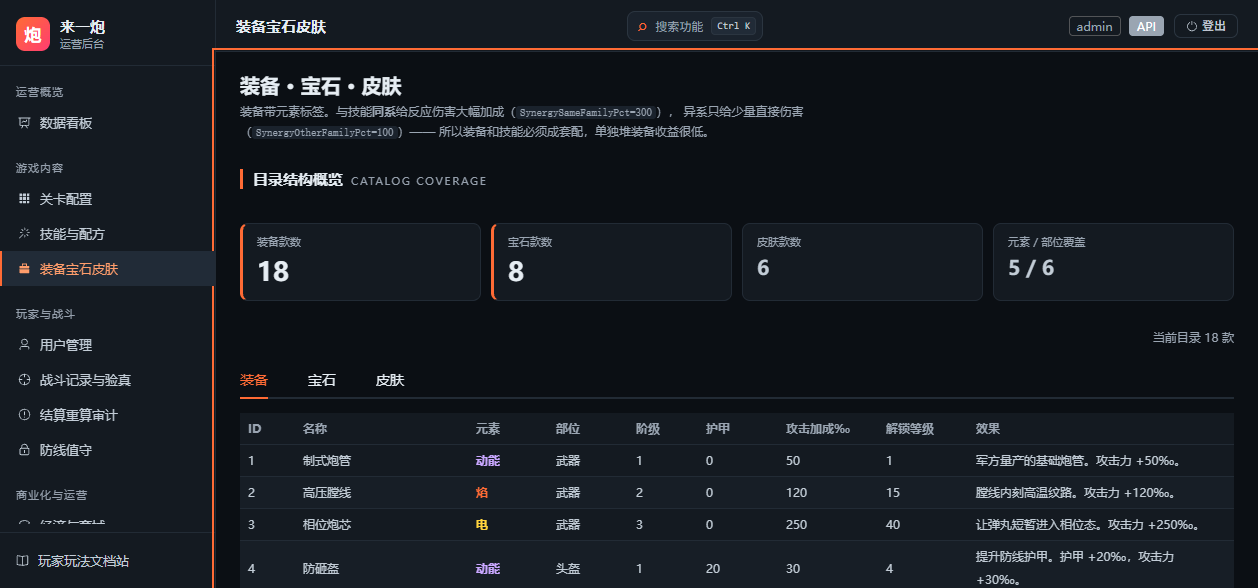 炮
来一炮
运营后台
装备宝石皮肤
搜索功能 Ctrl K
admin
API
登出
运营概览
数据看板
游戏内容
关卡配置
技能与配方
装备宝石皮肤
玩家与战斗
用户管理
战斗记录与验真
结算重算审计
防线值守
商业化与运营
玩家玩法文档站
装备・宝石・皮肤
装备带元素标签。与技能同系给反应伤害大幅加成（SynergySameFamilyPct=300），异系只给少量直接伤害
（SynergyOtherFamilyPct=100）—— 所以装备和技能必须成套配，单独堆装备收益很低。
目录结构概览 CATALOG COVERAGE
装备款数
18
宝石款数
8
皮肤款数
6
元素 / 部位覆盖
5 / 6
当前目录 18 款
装备 宝石 皮肤
ID 名称 元素 部位 阶级 护甲 攻击加成‰ 解锁等级 效果
1 制式炮管 动能 武器 1 0 50 1 军方量产的基础炮管。攻击力 +50‰。
2 高压膛线 焰 武器 2 0 120 15 膛线内刻高温纹路。攻击力 +120‰。
3 相位炮芯 电 武器 3 0 250 40 让弹丸短暂进入相位态。攻击力 +250‰。
4 防砸盔 动能 头盔 1 20 30 4 提升防线护甲。护甲 +20‰，攻击力
+30‰。